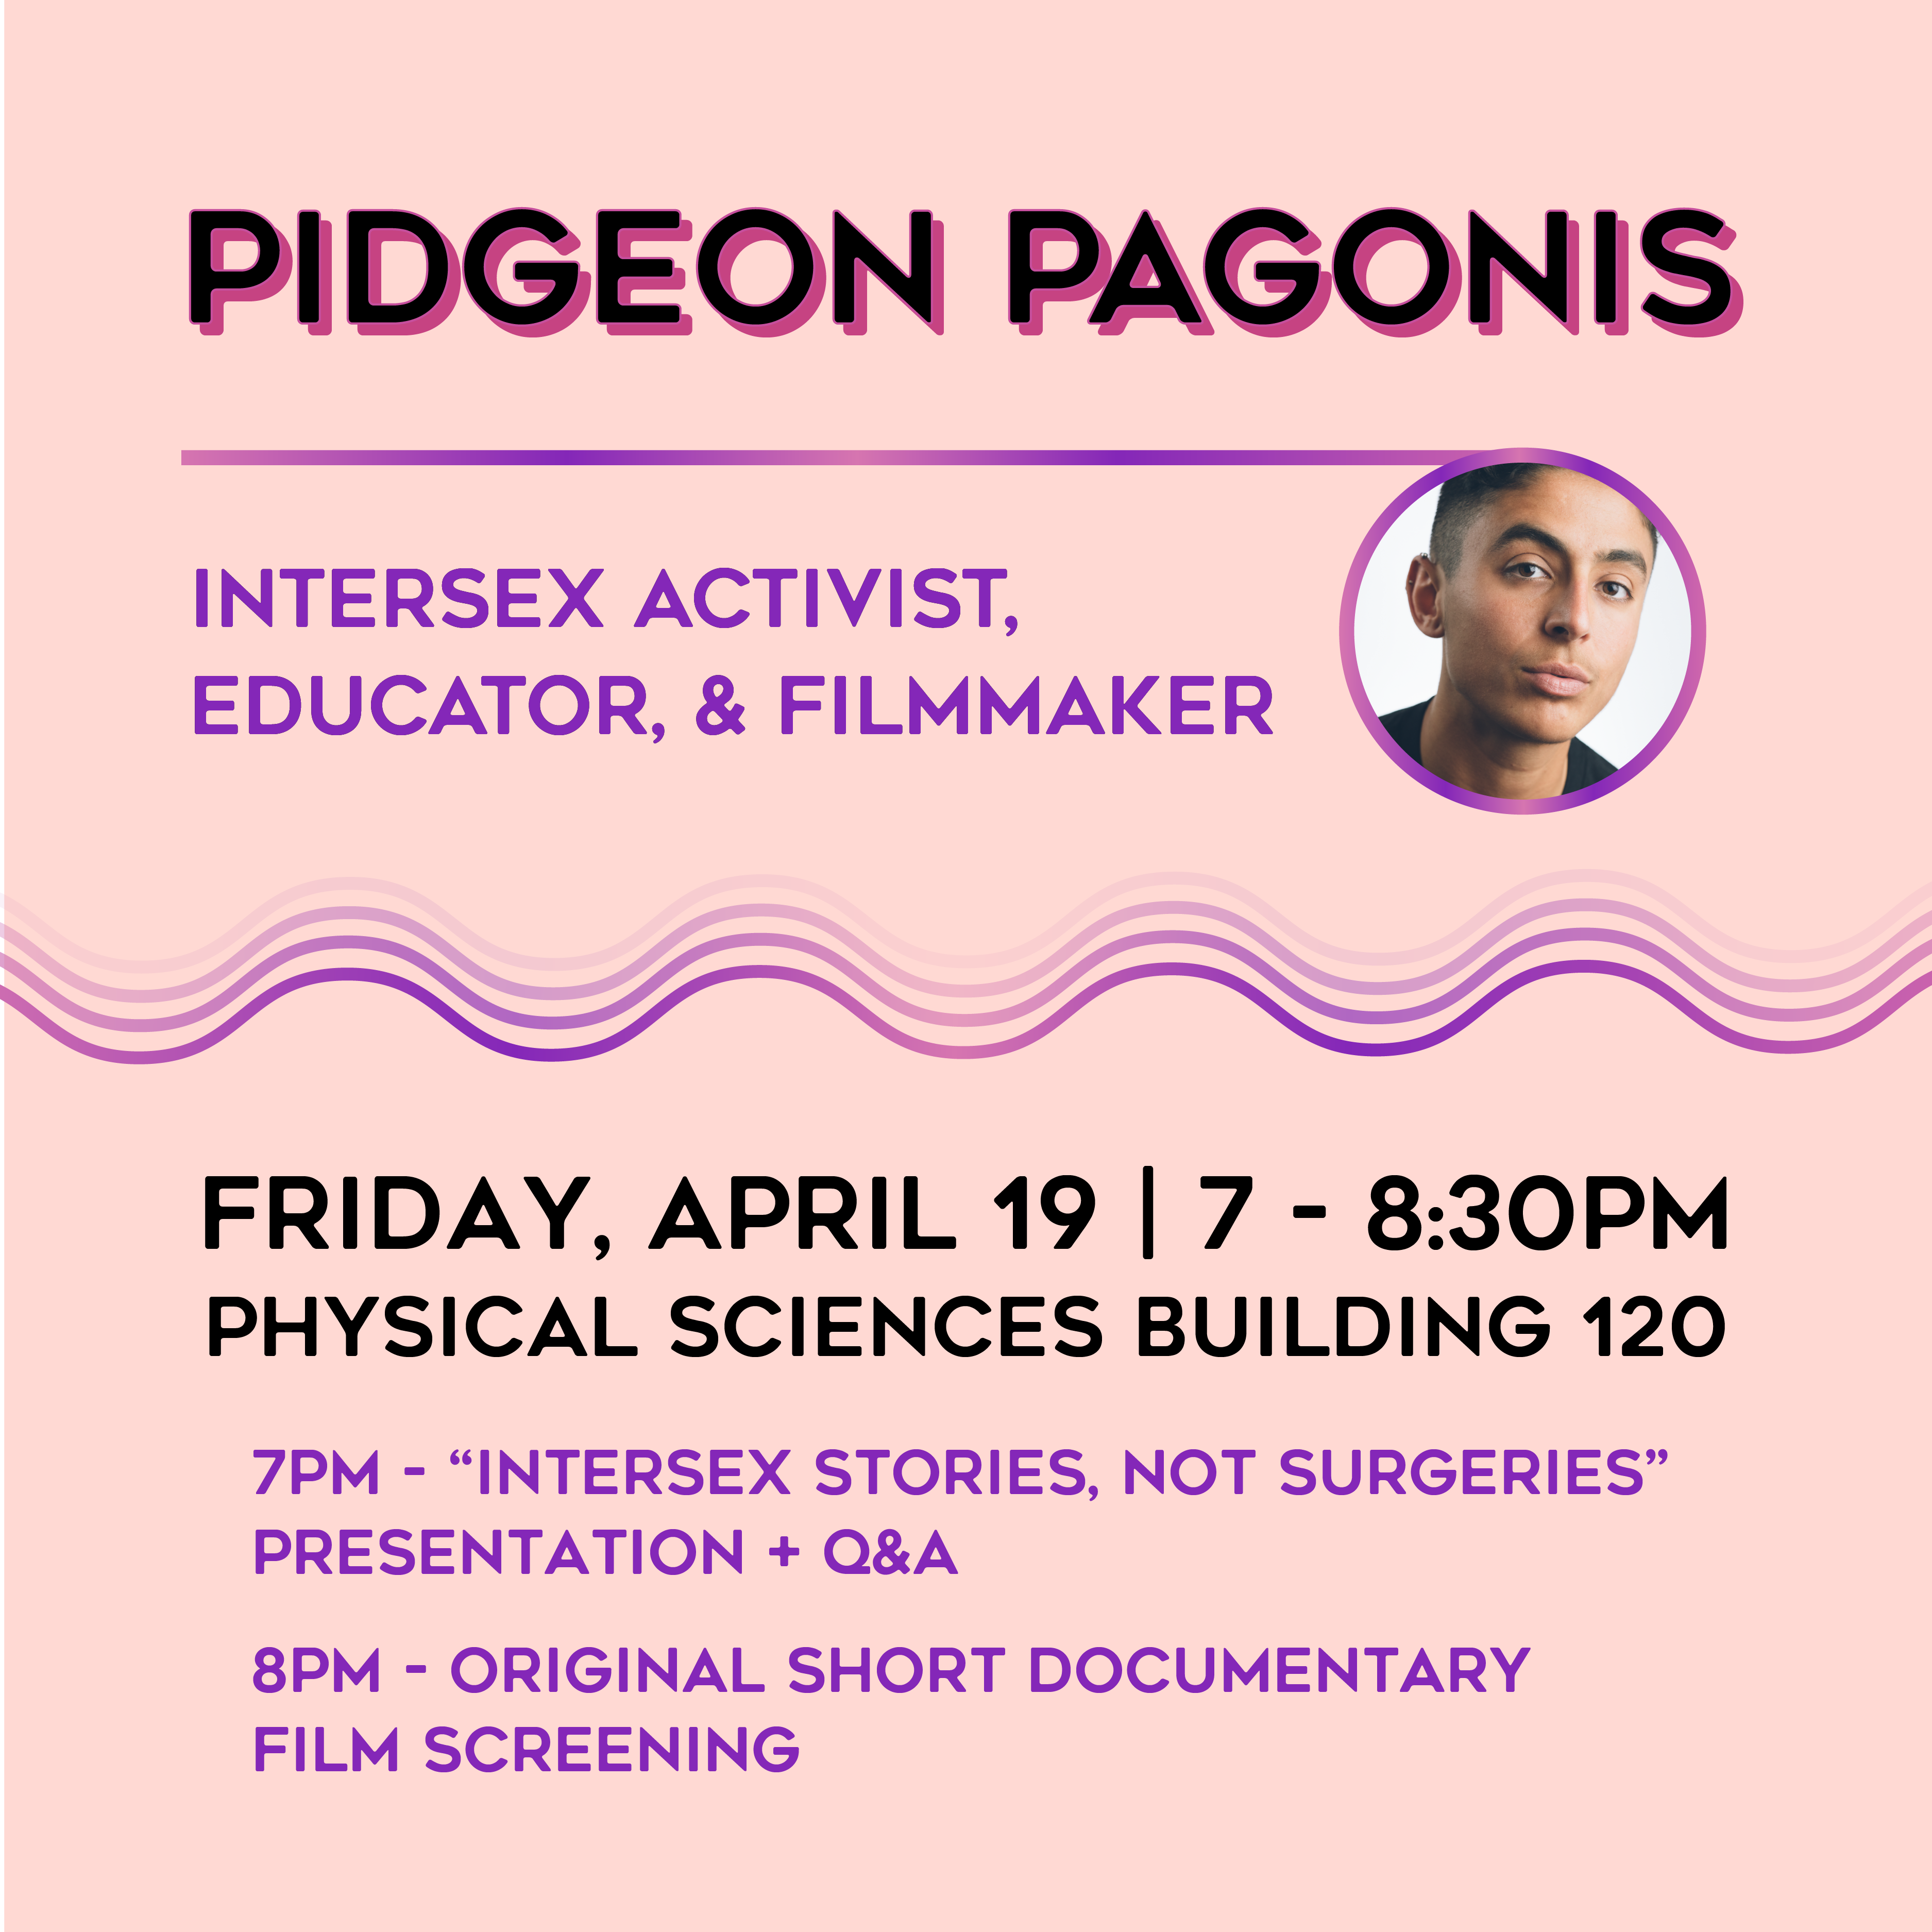 PIDGEON PAGONIS
INTERSEX ACTIVIST,
EDUCATOR, & FILMMAKER
FRIDAY, APRIL 19 | 7 - 8:30PM
PHYSICAL SCIENCES BUILDING 120
7PM - “INTERSEX STORIES, NOT SURGERIES”
PRESENTATION + Q&A
8PM - ORIGINAL SHORT DOCUMENTARY
FILM SCREENING